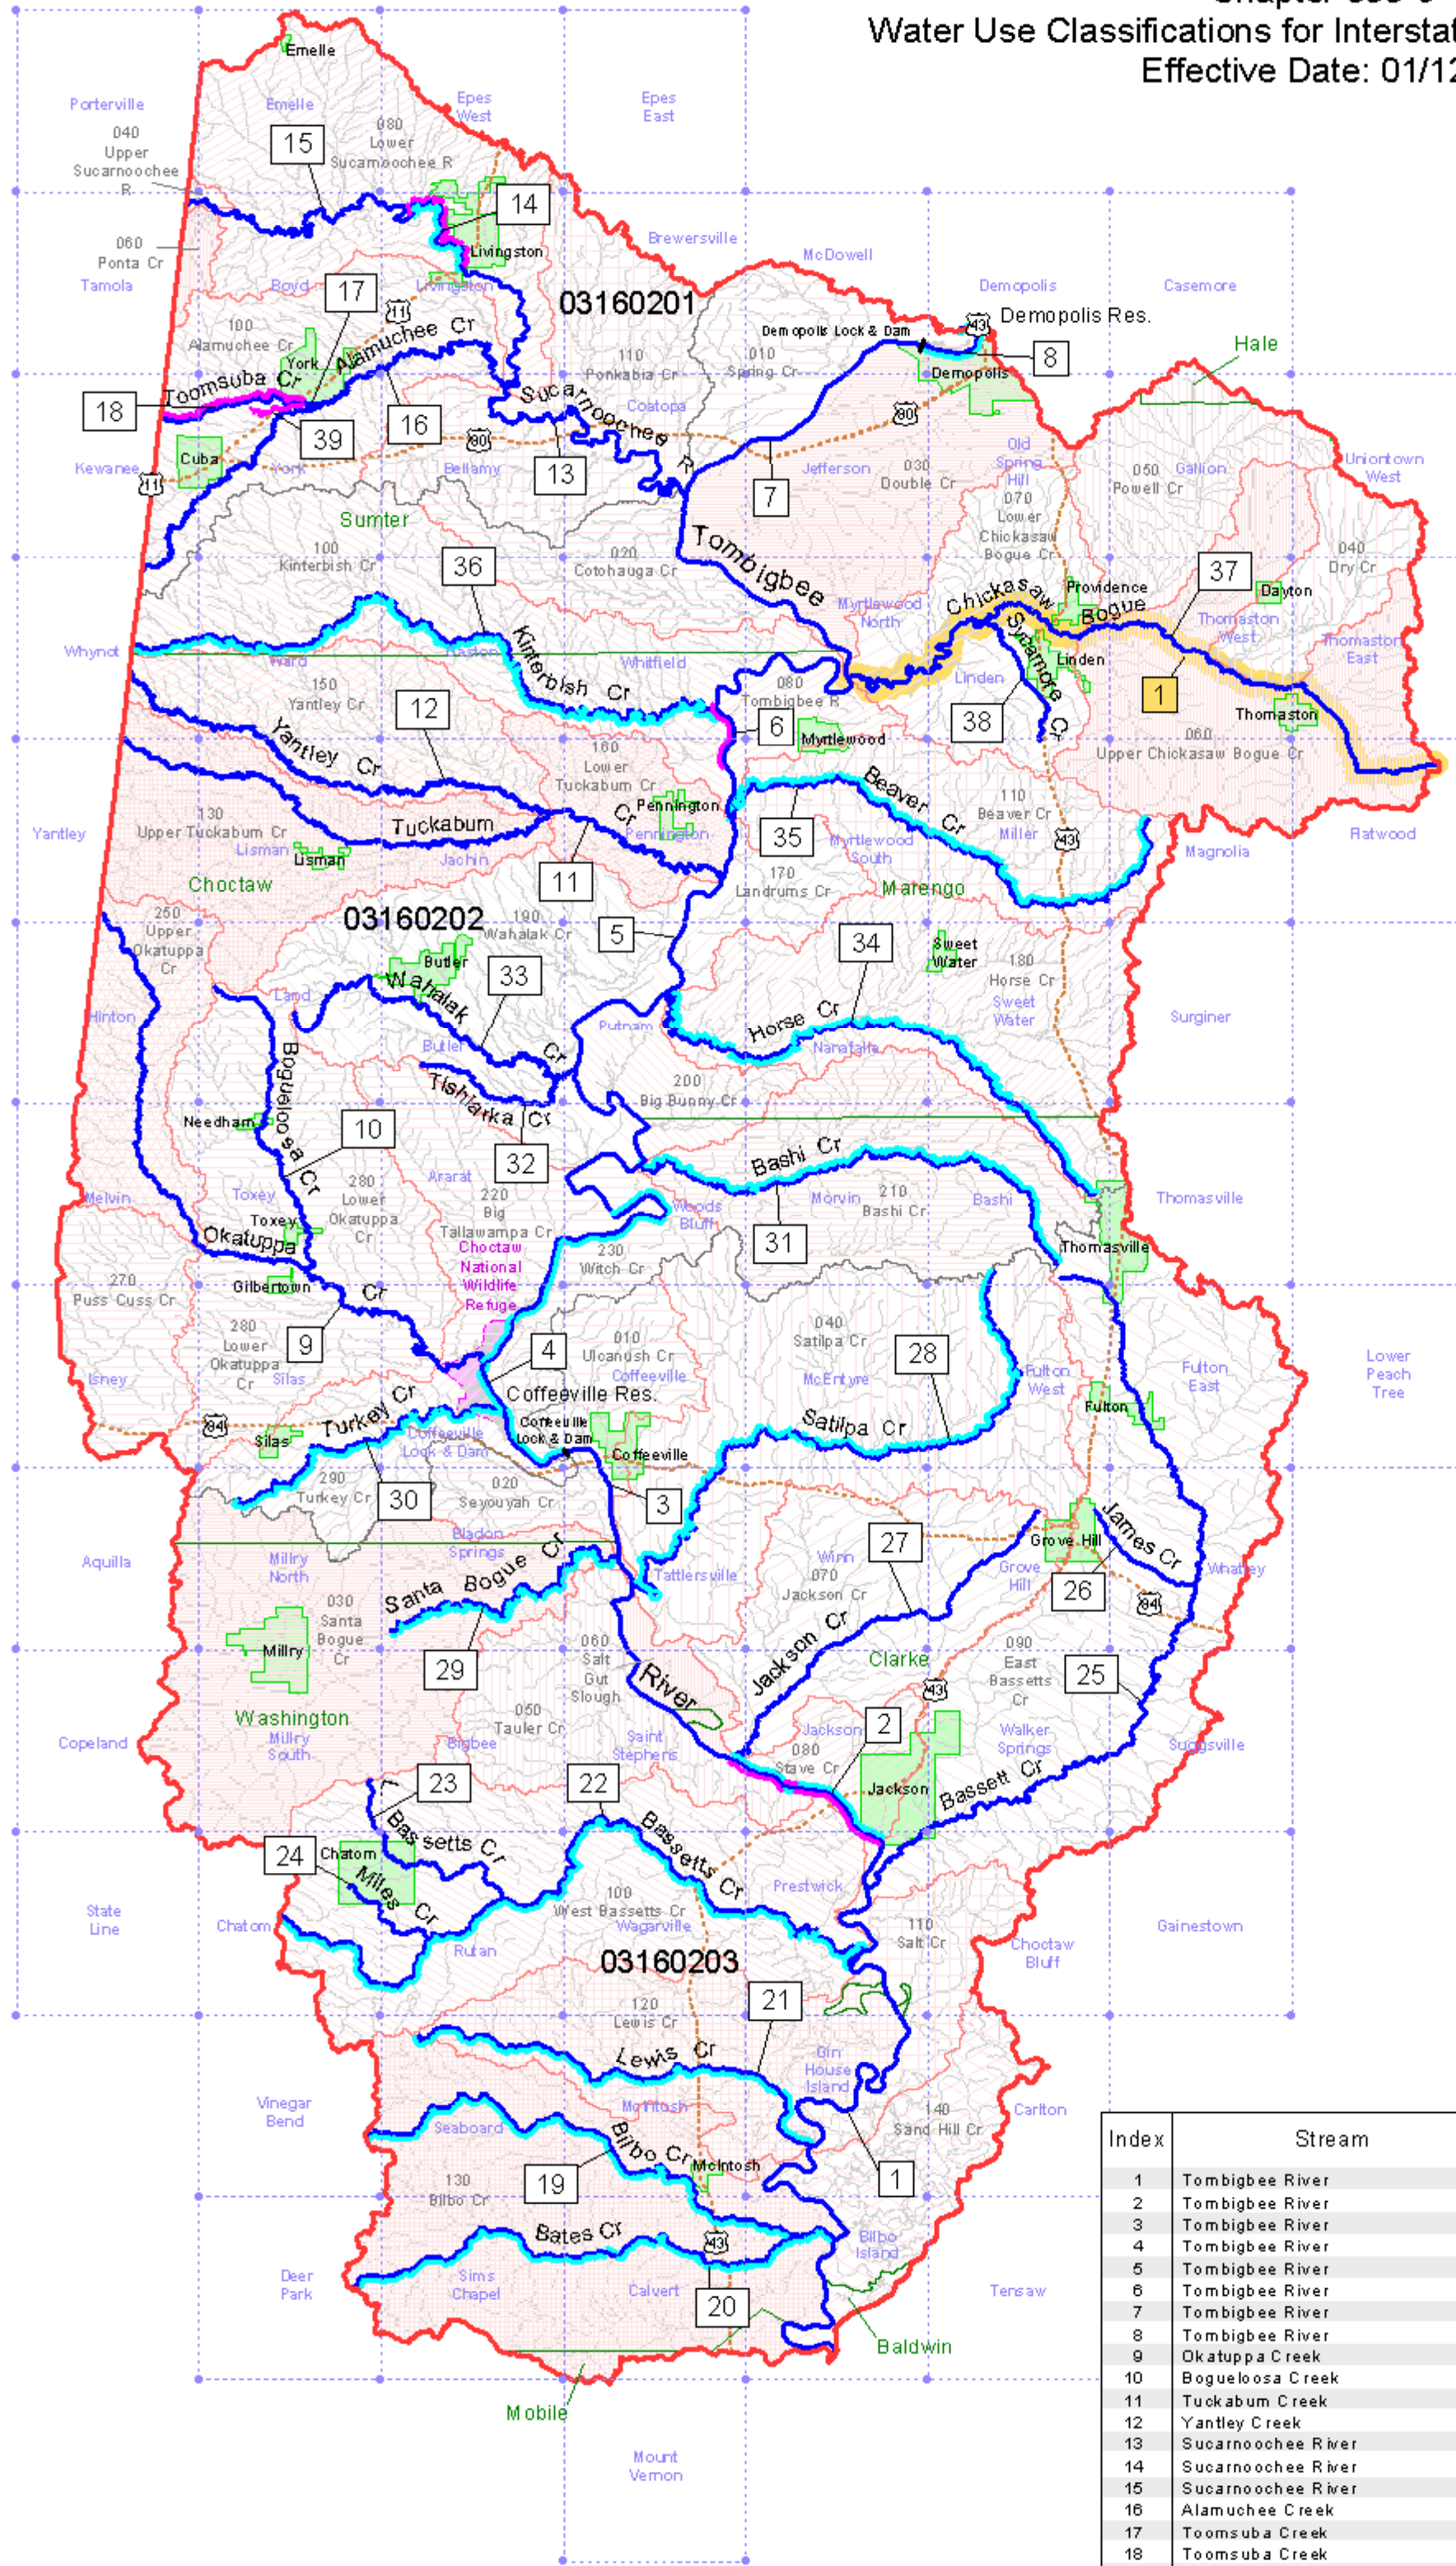 Water Use Classifications for Interstat
Effective Date: 01/12
Emelle
Porterville
Emelle
Epes
West
Epes
East
040
Upper
Sucarnoochee
R
080
Lower
Sucarnoochee R
15
14
Livingston
060
Ponta Cr
Tamola
Boyd
Livingston
Brewersville
McDowell
Demopolis
Casemore
17
11
03160201
Demopolis Lock & Dam
43
Demopolis Res.
Hale
100
Alamuchee Cr
York
Alamuchee Cr
110
Ponkabia Cr
010
Spring Cr
8
Demopolis
Toomsuba Cr
18
39
16
Sucarnoochee R
Coatopa
80
80
Cuba
Kewanee
York
Bellamy
13
7
Jefferson
030
Double Cr
Old
Spring
Hill
050
Powell Cr
Gallion
Uniontown
West
11
Sumter
070
Lower
Chickasaw
Bogue Cr
100
Kinterbish Cr
36
020
Cotohauga Cr
Tombigbee
040
Dry Cr
37
Providence
Dayton
Myrtlewood
North
Chickasaw Bogue
Thomaston
West
Thomaston
East
Whynot
Ward
Kinterbish Cr
Whitfield
Sycamore Cr
Linden
Linden
1
150
Yantley Cr
12
080
Tombigbee R
6
Myrtlewood
38
Thomaston
060
Upper Chickasaw Bogue Cr
Yantley Cr
160
Lower
Tuckabum Cr
Pennington
Pennington
Beaver Cr
110
Beaver Cr
Miller
43
Yantley
130
Upper Tuckabum Cr
Lisman
Lisman
Tuckabum Cr
Jachin
35
Myrtlewood
South
Magnolia
Flatwood
Choctaw
11
170
Landrums Cr
Marengo
250
Upper
Okatuppa
Cr
03160202
190
Wahalak Cr
5
34
Sweet
Water
180
Horse Cr
Sweet
Water
Butler
Wahalak Cr
33
Hinton
Land
Butler
Putnam
Horse Cr
Nanafalia
Surginer
Bogueloosa Cr
Tishlarka Cr
200
Big Bunny Cr
Needham
10
32
Bashi Cr
280
Lower
Okatuppa
Cr
Ararat
Melvin
Toxey
Toxey
220
Big
Tallawampa Cr
Choctaw
National
Wildlife
Refuge
Woods
Bluff
Morvin
210
Bashi Cr
Bashi
Thomasville
Okatuppa Cr
31
230
Witch Cr
Thomasville
270
Puss Cuss Cr
Gilbertown
280
Lower
Okatuppa
Cr
9
4
010
Ulcanush Cr
Coffeeville
040
Satilpa Cr
28
Isney
Silas
McEntyre
Fulton
West
Fulton
East
Lower
Peach
Tree
Coffeeville Res.
84
Silas
Turkey Cr
Coffeeville
Lock & Dam
Coffeeville
Lock & Dam
Coffeeville
Satilpa Cr
Fulton
290
Turkey Cr
30
020
Seyouyah Cr
3
Aquilla
Millry
North
Bladon
Springs
Tattlersville
Winn
070
Jackson Cr
27
Grove Hill
Grove
Hill
James Cr
26
Whatley
84
030
Santa
Bogue
Cr
Santa Bogue Cr
Millry
29
060
Salt
Gut
Slough
River
Jackson Cr
Clarke
090
East
Bassetts
Cr
25
43
Washington
Copeland
Millry
South
050
Tauler Cr
Bigbee
Saint
Stephens
Jackson
2
Walker
Springs
Suggsville
080
Stave Cr
Jackson
Bassett Cr
23
22
24
Chatom
Bassetts Cr
Bassetts Cr
Miles Cr
Prestwick
State
Line
Chatom
Rutan
100
West Bassetts Cr
Wagarville
110
Salt Cr
Choctaw
Bluff
Gainestown
03160203
120
Lewis Cr
21
Lewis Cr
Gin
House
Island
Vinegar
Bend
Seaboard
McIntosh
140
Sand Hill Cr
Carlton
Bilbo Cr
McIntosh
130
Bilbo Cr
19
1
Bates Cr
43
Bilbo
Island
Deer
Park
Sims
Chapel
Calvert
20
Tensaw
Baldwin
Mobile
Mount
Vernon
Index Stream
1 Tombigbee River
2 Tombigbee River
3 Tombigbee River
4 Tombigbee River
5 Tombigbee River
6 Tombigbee River
7 Tombigbee River
8 Tombigbee River
9 Okatuppa Creek
10 Bogueloosa Creek
11 Tuckabum Creek
12 Yantley Creek
13 Sucarnoochee River
14 Sucarnoochee River
15 Sucarnoochee River
16 Alamuchee Creek
17 Toomsuba Creek
18 Toomsuba Creek